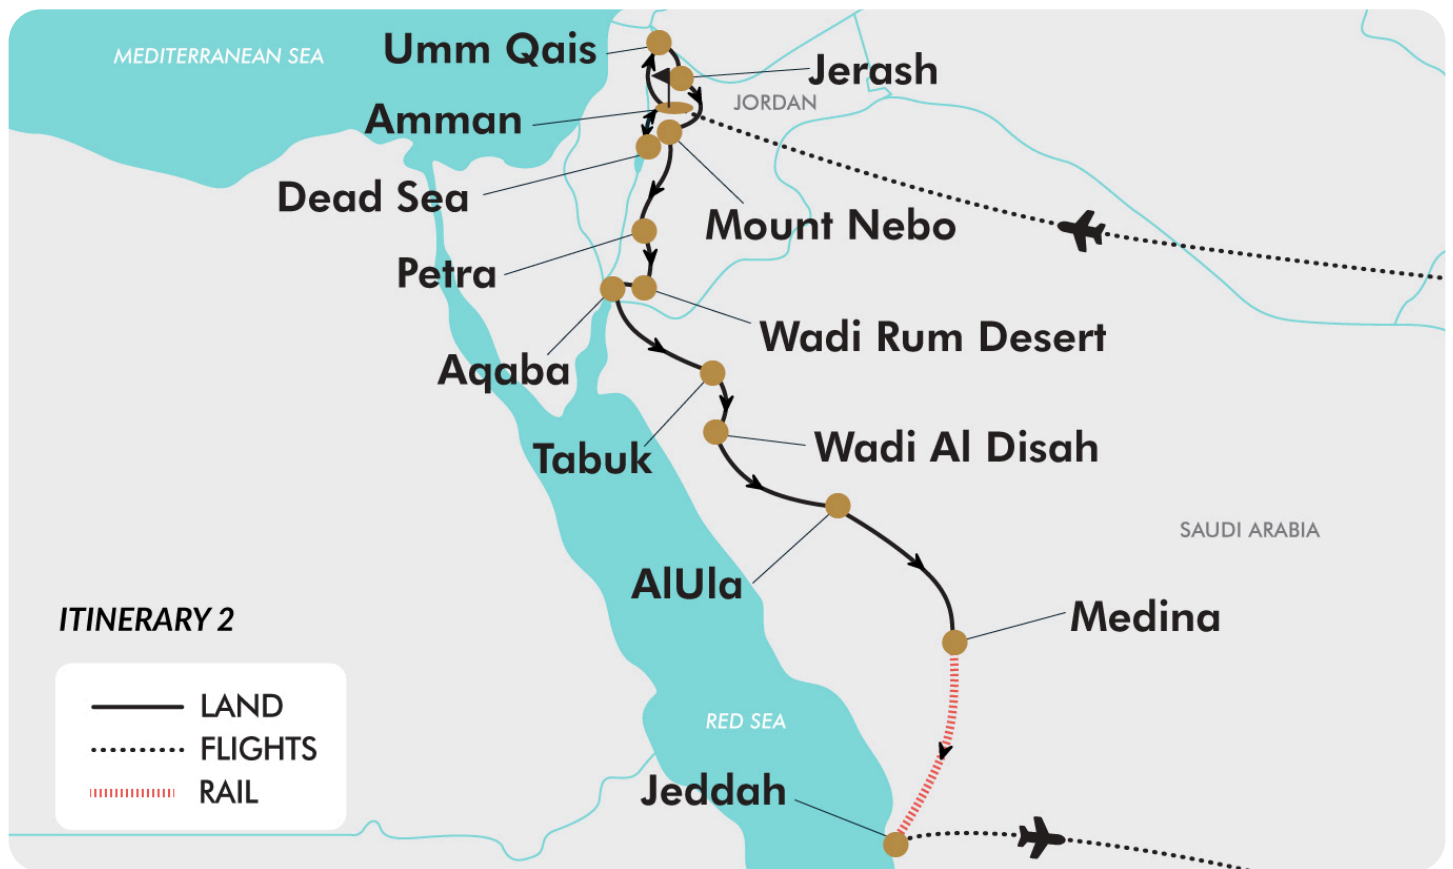 MEDITERRANEAN SEA
Umm Qais
Jerash
JORDAN
Amman
Dead Sea
Mount Nebo
Petra
Wadi Rum Desert
Aqaba
Wadi Al Disah
Tabuk
SAUDI ARABIA
AlUla
Medina
ITINERARY 2
LAND
FLIGHTS
RAIL
RED SEA
Jeddah